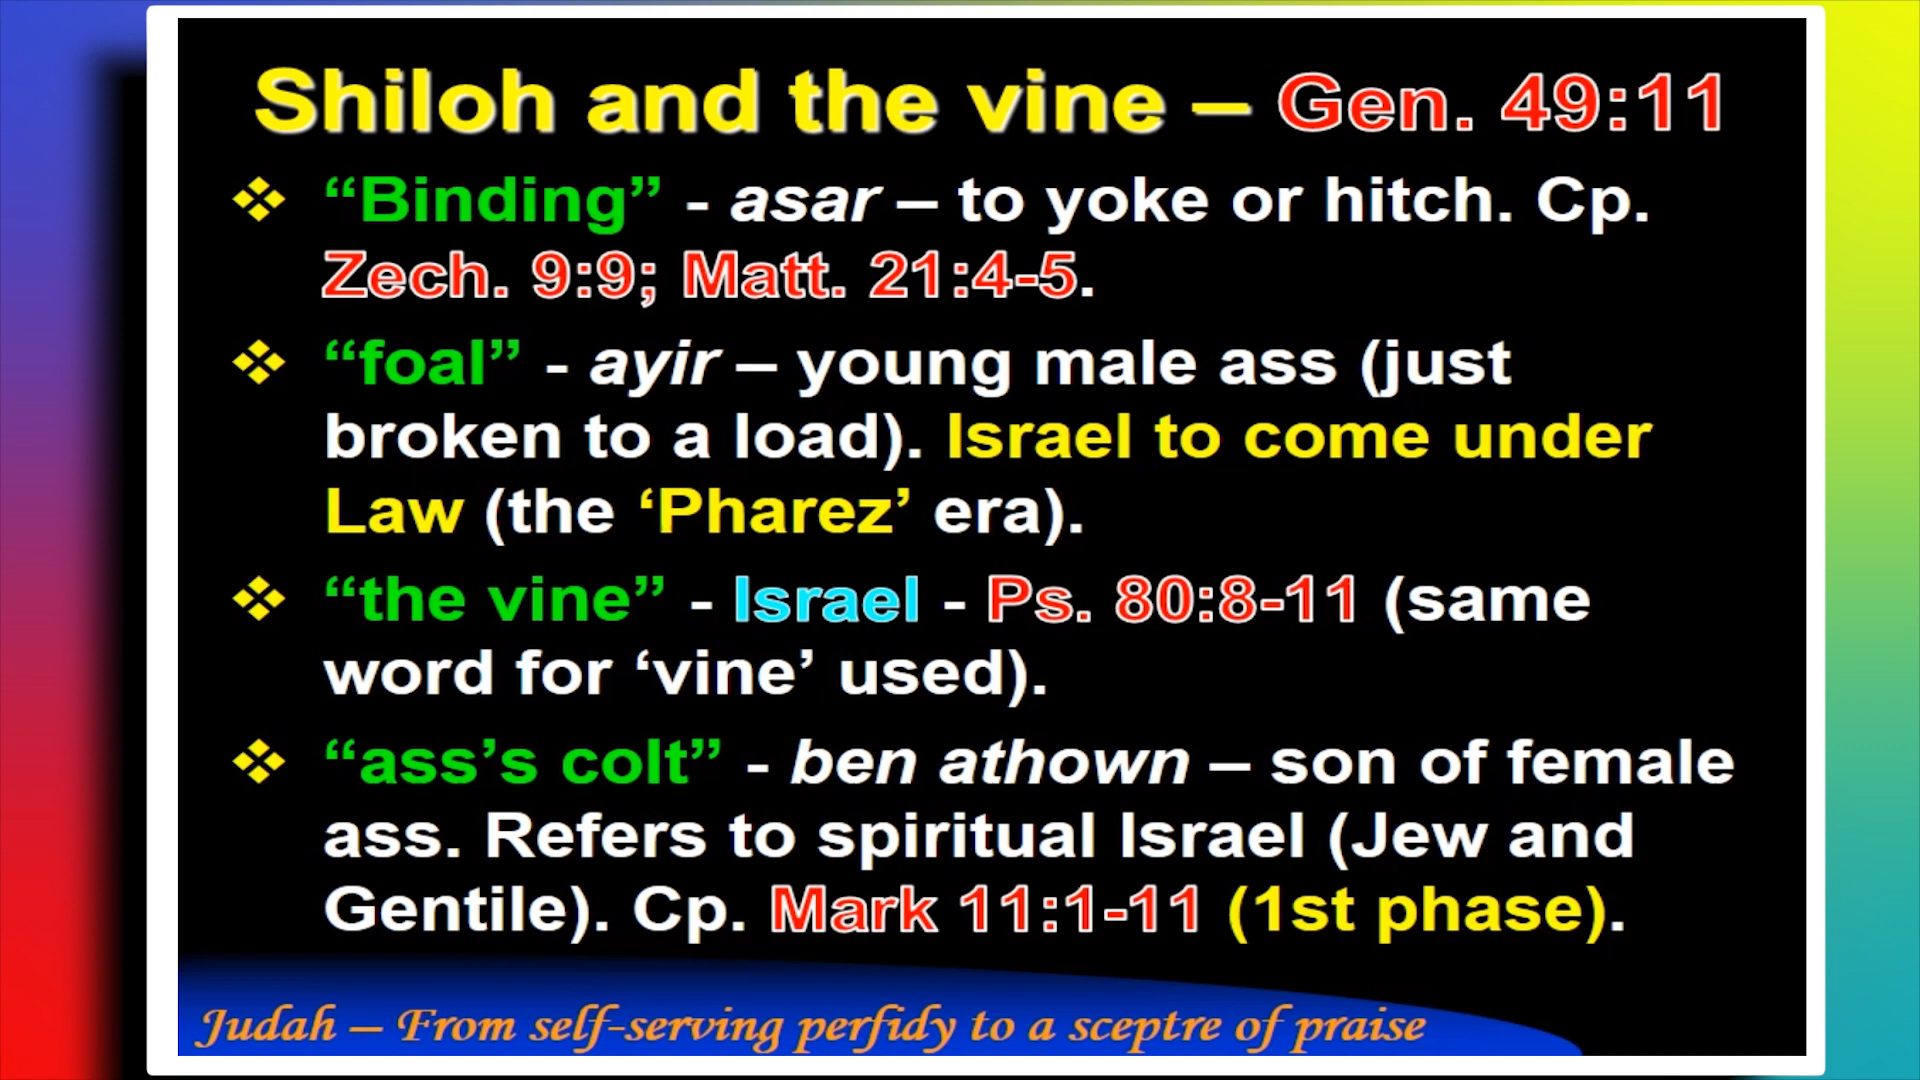 Shiloh and the vine – Gen. 49:11
“Binding” - asar – to yoke or hitch. Cp.
Zech. 9:9; Matt. 21:4-5.
“foal” - ayir – young male ass (just
broken to a load). Israel to come under
Law (the ‘Pharez’ era).
“the vine” - Israel - Ps. 80:8-11 (same
word for ‘vine’ used).
“ass’s colt” - ben athown – son of female
ass. Refers to spiritual Israel (Jew and
Gentile). Cp. Mark 11:1-11 (1st phase).
Judah – From self-serving perfidy to a sceptre of praise